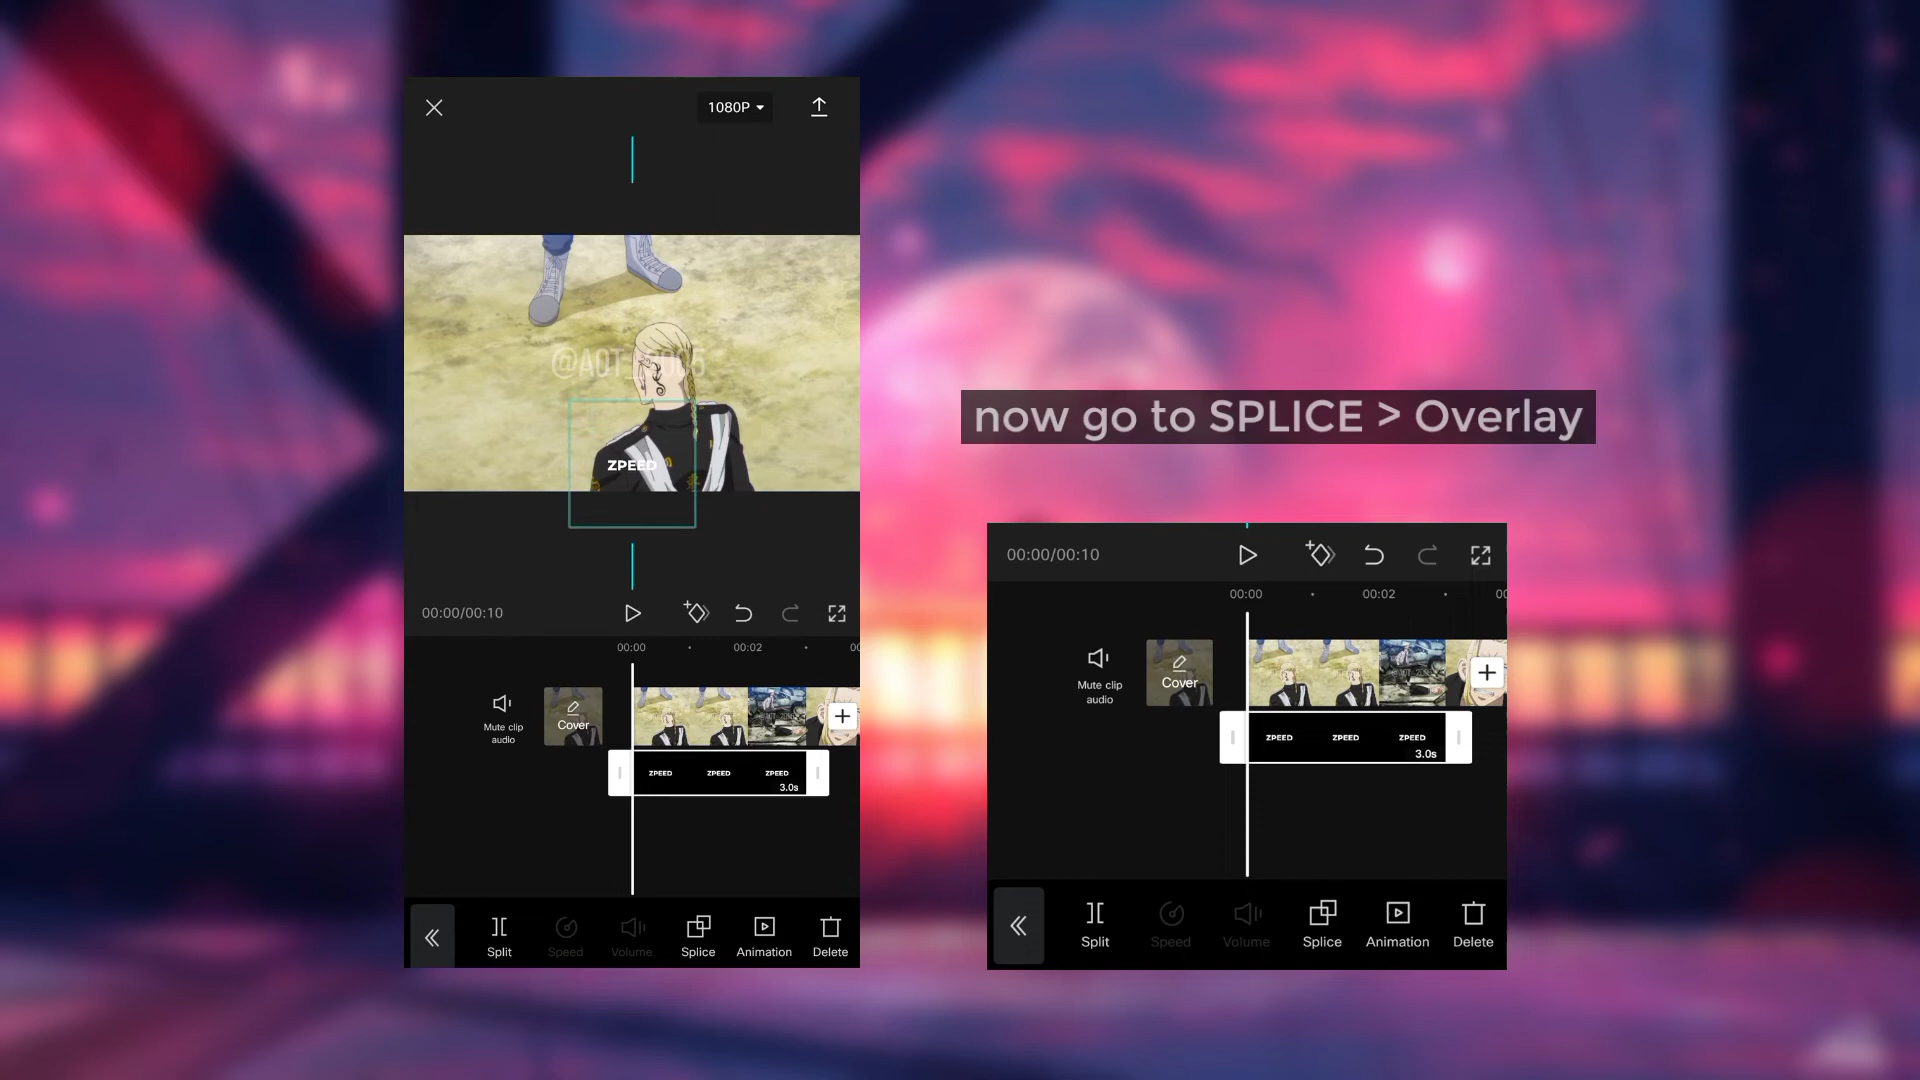 1080P
@AOT
ZPEED
00:00/00:10
00:00
00:02
Mute clip
audio
Cover
ZPEED ZPEED ZPEED
3.0s
Split Speed Volume Splice Animation Delete
now go to SPLICE > Overlay
00:00/00:10
00:00
00:02
Mute clip
audio
Cover
ZPEED ZPEED ZPEED
3.0s
Split Speed Volume Splice Animation Delete